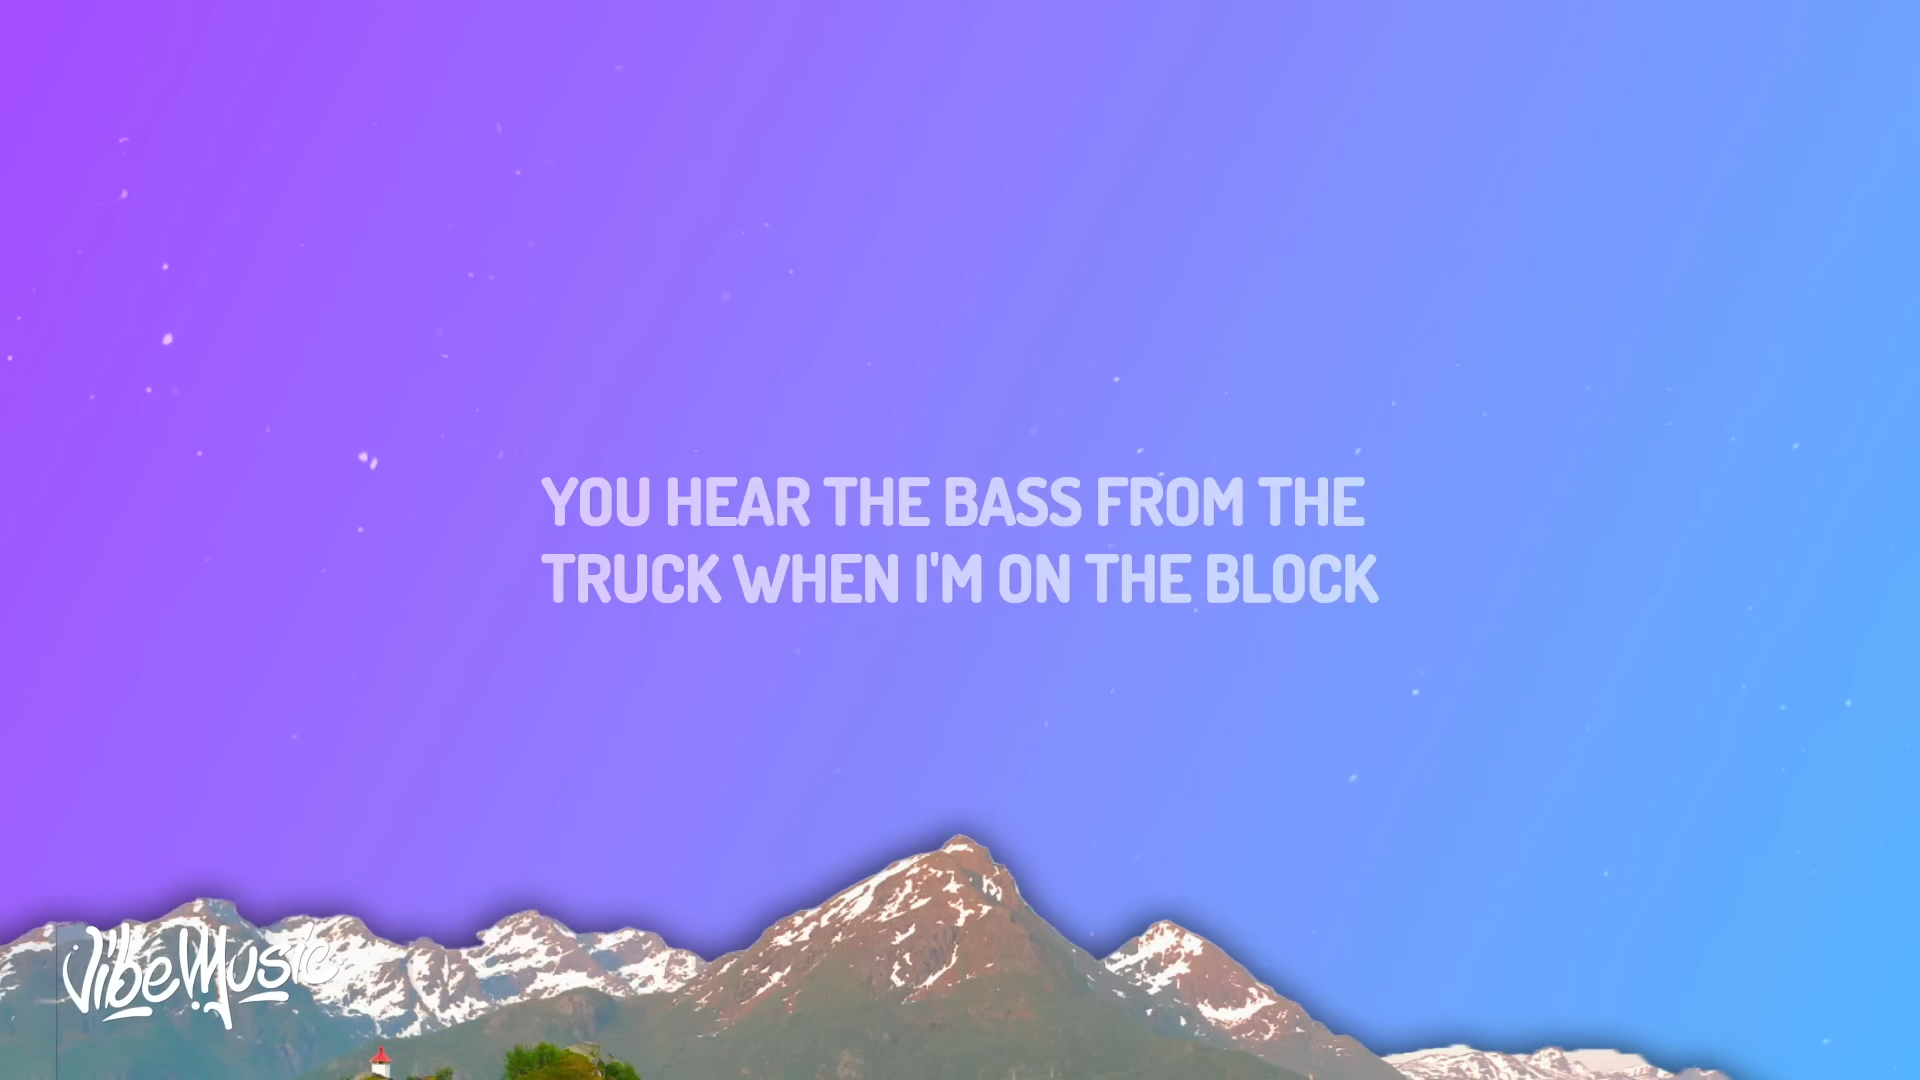 YOU HEAR THE BASS FROM THE
TRUCK WHEN I'M ON THE BLOCK
VibeMusic